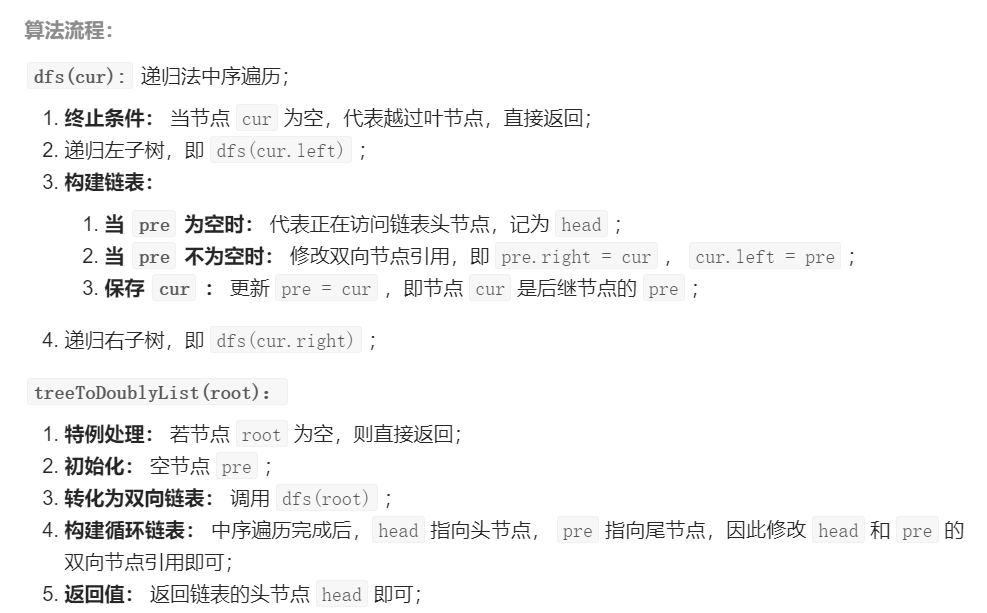 算法流程：
dfs(cur): 递归法中序遍历；
1. 终止条件： 当节点 cur 为空，代表越过叶节点，直接返回；
2. 递归左子树，即 dfs(cur.left) ；
3. 构建链表：
1. 当 pre 为空时： 代表正在访问链表头节点，记为 head ；
2. 当 pre 不为空时： 修改双向节点引用，即 pre.right = cur ， cur.left = pre ；
3. 保存 cur ： 更新 pre = cur ，即节点 cur 是后继节点的 pre ；
4. 递归右子树，即 dfs(cur.right) ；
treeToDoublyList(root)：
1. 特例处理： 若节点 root 为空，则直接返回；
2. 初始化： 空节点 pre ；
3. 转化为双向链表： 调用 dfs(root) ；
4. 构建循环链表： 中序遍历完成后， head 指向头节点， pre 指向尾节点，因此修改 head 和 pre 的
双向节点引用即可；
5. 返回值： 返回链表的头节点 head 即可；